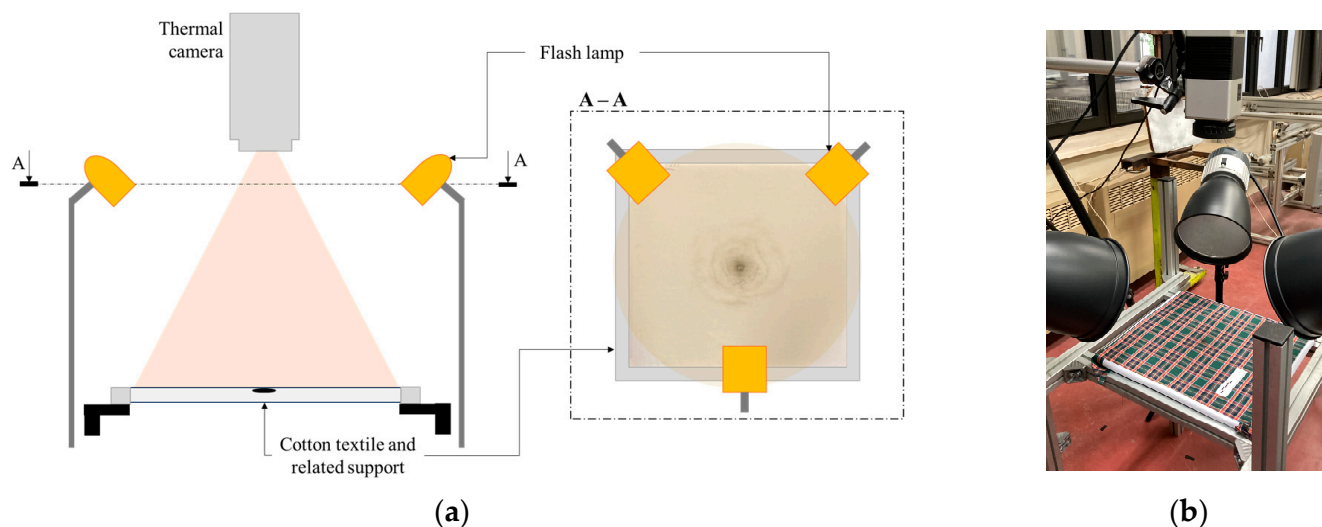 Thermal
camera
Flash lamp
A – A
A
A
Cotton textile and
related support
(a)
(b)